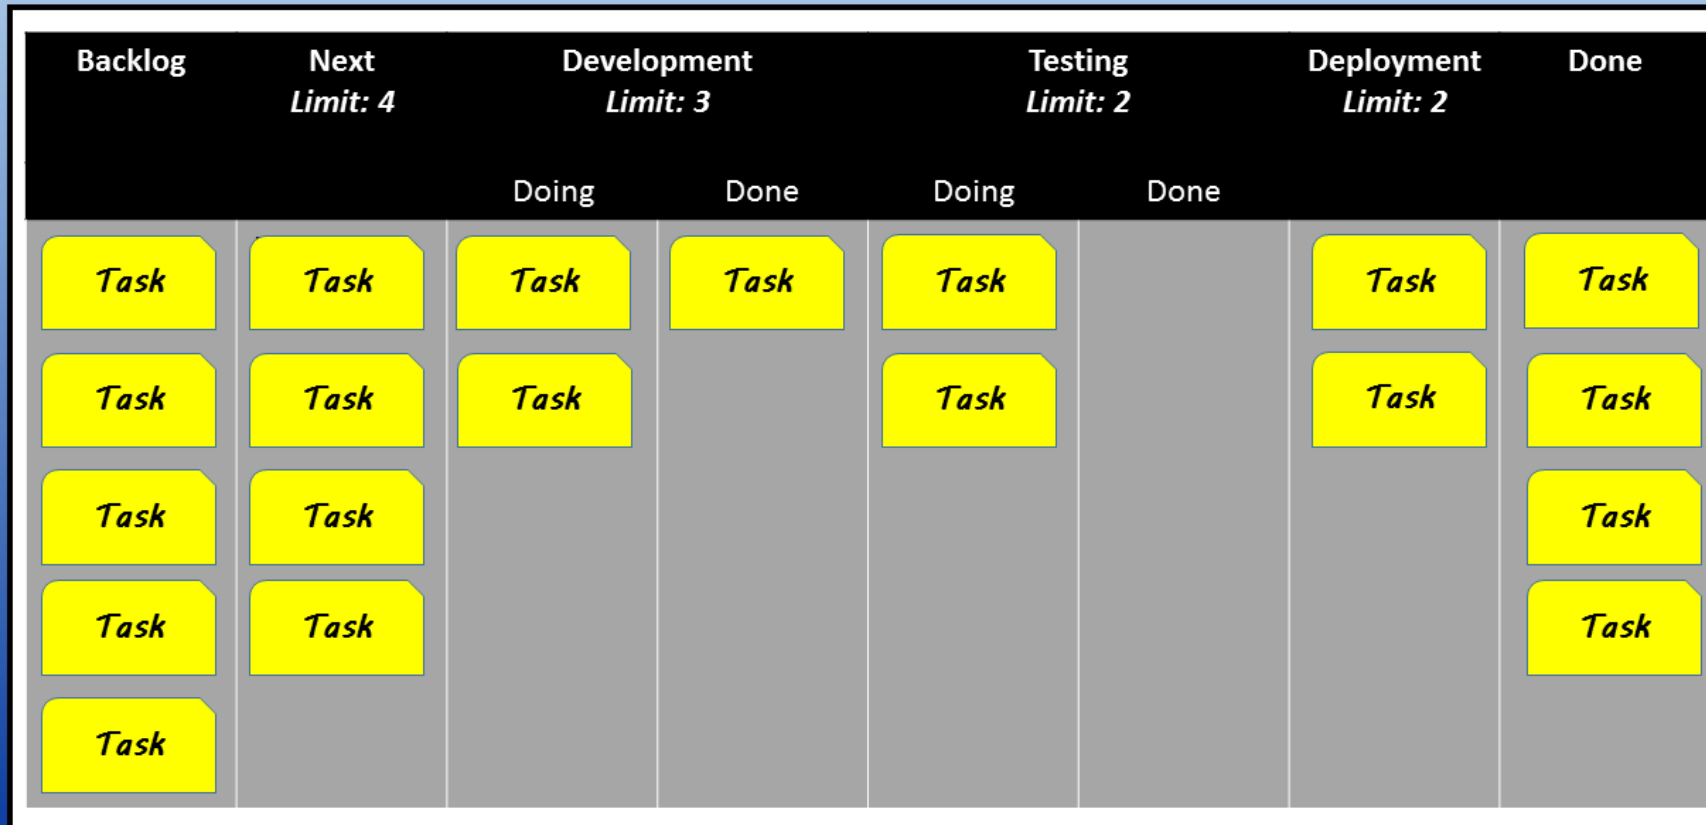 Backlog Next Development Testing Deployment Done
Limit: 4 Limit: 3 Limit: 2 Limit: 2
Doing Done Doing Done
Task Task Task Task Task Task Task
Task Task Task Task Task Task
Task Task Task
Task Task Task
Task